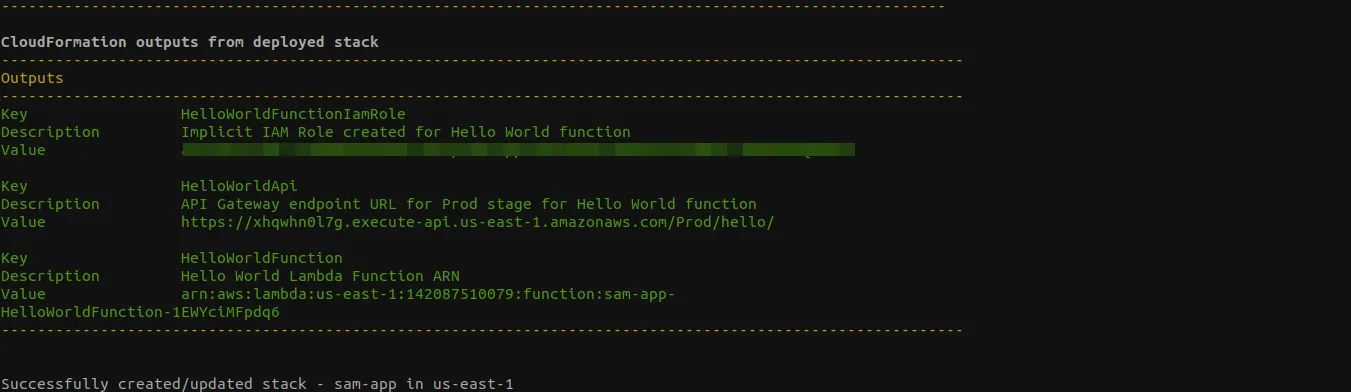 --------------------------------------------------------------------------------------------------------
CloudFormation outputs from deployed stack
----------------------------------------------------------------------------------------------------------
Outputs
----------------------------------------------------------------------------------------------------------
Key                 HelloWorldFunctionIamRole
Description         Implicit IAM Role created for Hello World function
Value
Key                 HelloWorldApi
Description         API Gateway endpoint URL for Prod stage for Hello World function
Value               https://xhqwhn0l7g.execute-api.us-east-1.amazonaws.com/Prod/hello/
Key                 HelloWorldFunction
Description         Hello World Lambda Function ARN
Value               arn:aws:lambda:us-east-1:142087510079:function:sam-app-
HelloWorldFunction-1EWYciMFpdq6
----------------------------------------------------------------------------------------------------------
Successfully created/updated stack - sam-app in us-east-1